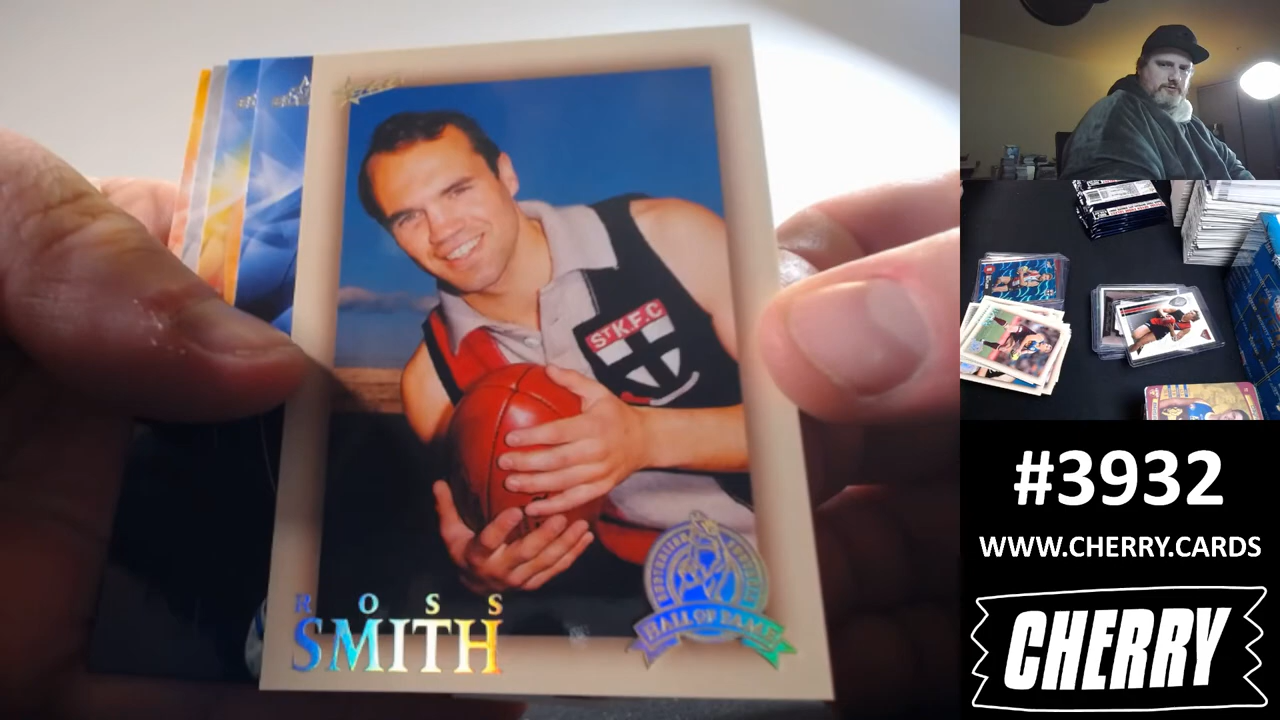 ST.K.F.C
HALL OF FAME
ROSS
SMITH
#3932
WWW.CHERRY.CARDS
CHERRY